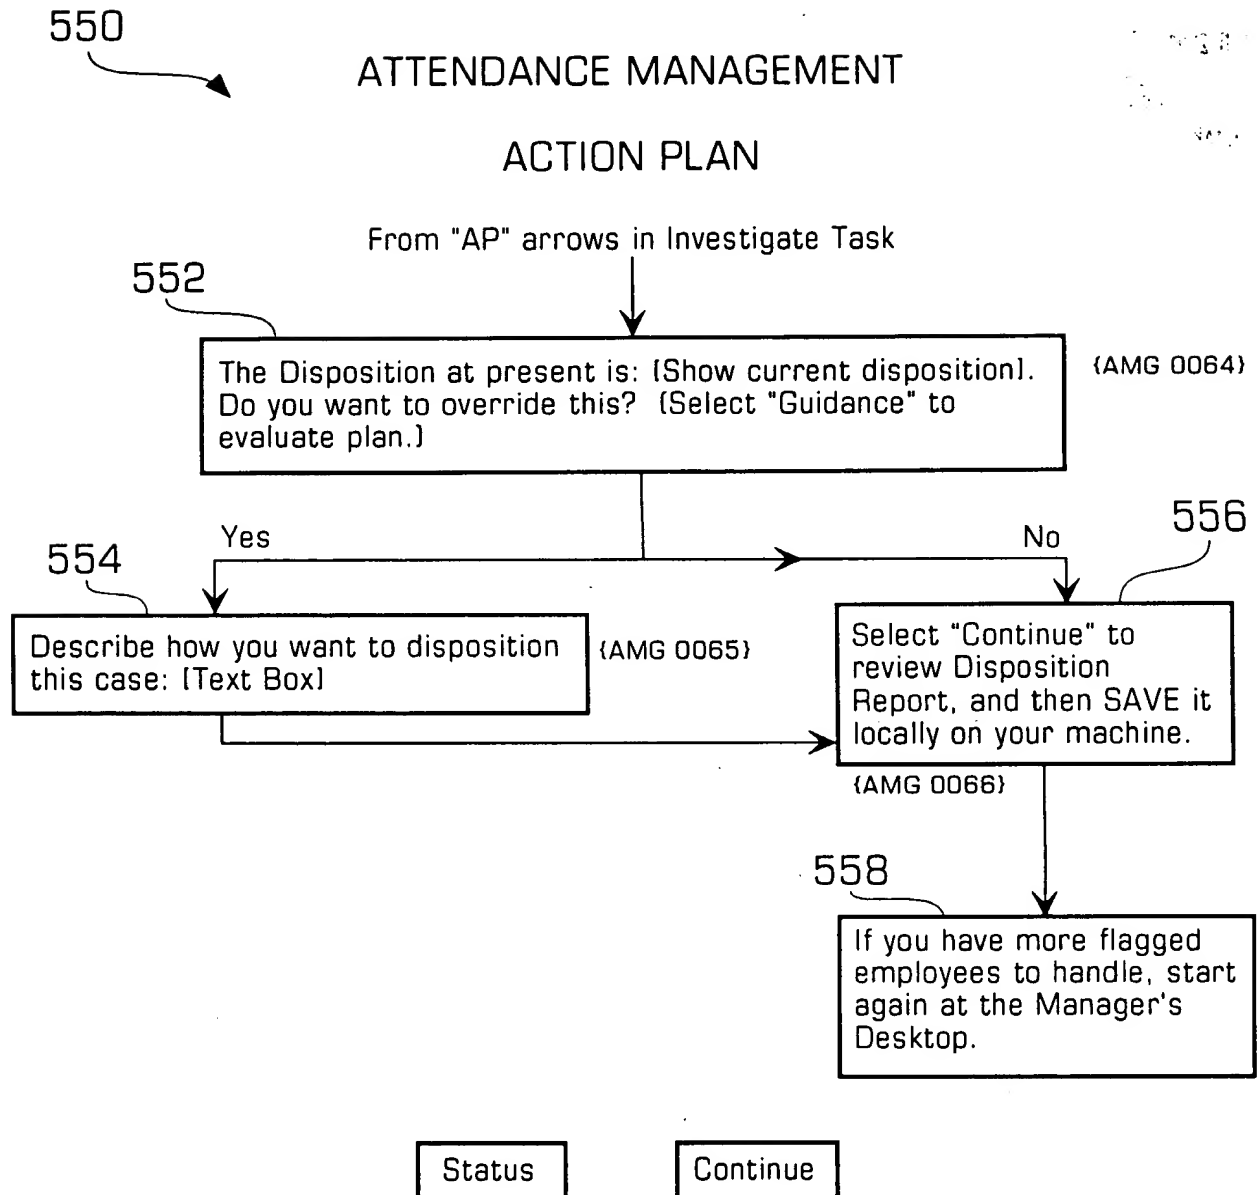 550
ATTENDANCE MANAGEMENT
ACTION PLAN
From "AP" arrows in Investigate Task
552
The Disposition at present is: [Show current disposition].
Do you want to override this? (Select "Guidance" to
evaluate plan.)
{AMG 0064}
Yes
No
556
554
Describe how you want to disposition
this case: [Text Box]
{AMG 0065}
Select "Continue" to
review Disposition
Report, and then SAVE it
locally on your machine.
{AMG 0066}
558
If you have more flagged
employees to handle, start
again at the Manager's
Desktop.
Status
Continue